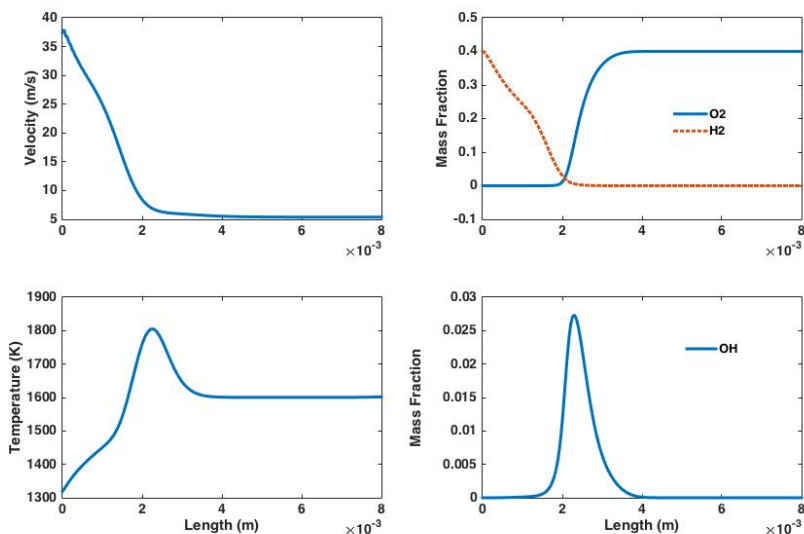 Velocity (m/s)
40
35
30
25
20
15
10
5
0 2 4 6 8
×10-3
Mass Fraction
0.5
0.4
0.3
0.2
0.1
0
-0.1
O2
H2
0 2 4 6 8
×10-3
Temperature (K)
1900
1800
1700
1600
1500
1400
1300
0 2 4 6 8
Length (m) ×10-3
Mass Fraction
0.03
0.025
0.02
0.015
0.01
0.005
0
OH
0 2 4 6 8
Length (m) ×10-3